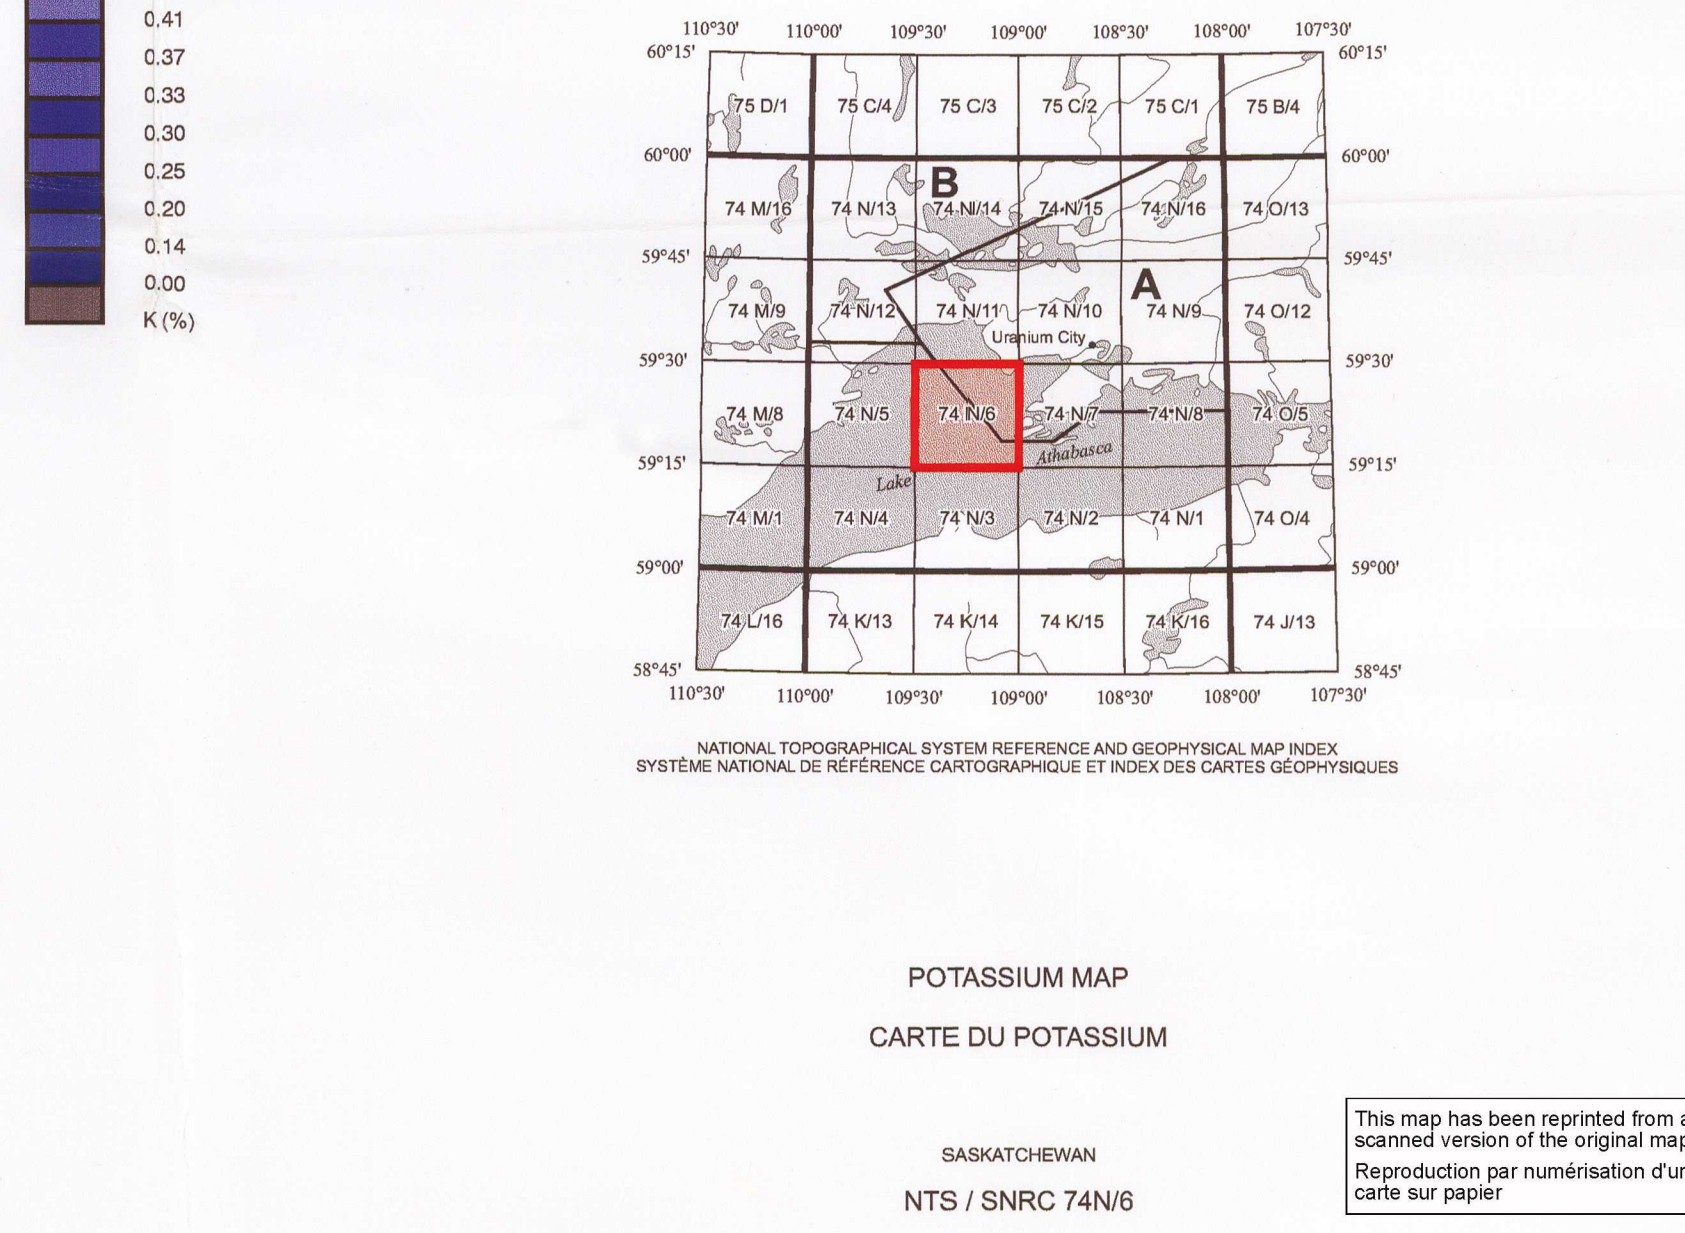 0.41
0.37
0.33
0.30
0.25
0.20
0.14
0.00
K (%)
110°30' 110°00' 109°30' 109°00' 108°30' 108°00' 107°30'
60°15' 60°15'
75 D/1 75 C/4 75 C/3 75 C/2 75 C/1 75 B/4
60°00' 60°00'
B
74 M/16 74 N/13 74 N/14 74 N/15 74 N/16 74 O/13
59°45' 59°45'
A
74 M/9 74 N/12 74 N/11 74 N/10 74 N/9 74 O/12
Uranium City
59°30' 59°30'
74 M/8 74 N/5 74 N/6 74 N/7 74 N/8 74 O/5
Athabasca
59°15' 59°15'
Lake
74 M/1 74 N/4 74 N/3 74 N/2 74 N/1 74 O/4
59°00' 59°00'
74 L/16 74 K/13 74 K/14 74 K/15 74 K/16 74 J/13
58°45' 58°45'
110°30' 110°00' 109°30' 109°00' 108°30' 108°00' 107°30'
NATIONAL TOPOGRAPHICAL SYSTEM REFERENCE AND GEOPHYSICAL MAP INDEX
SYSTÈME NATIONAL DE RÉFÉRENCE CARTOGRAPHIQUE ET INDEX DES CARTES GÉOPHYSIQUES
POTASSIUM MAP
CARTE DU POTASSIUM
SASKATCHEWAN
NTS / SNRC 74N/6
This map has been reprinted from a
scanned version of the original map
Reproduction par numérisation d'un
carte sur papier